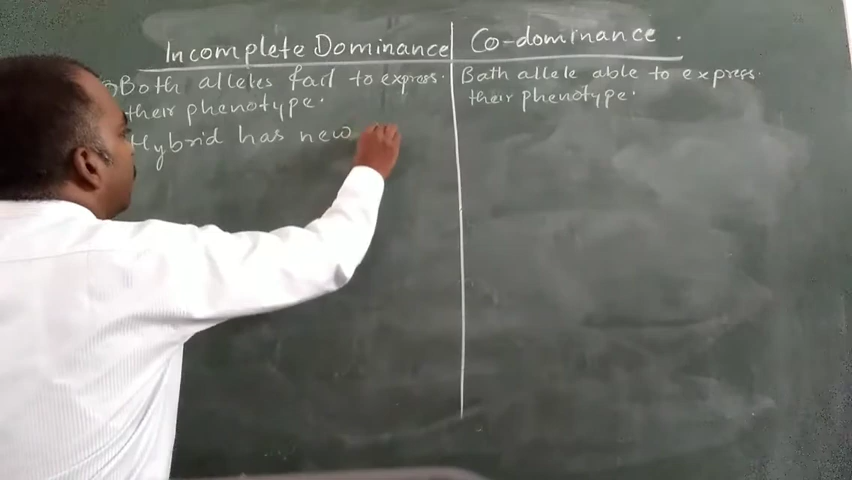 Incomplete Dominance
Co-dominance.
Both alleles fail to express.
their phenotype.
Hybrid has new
Both allele able to express.
their phenotype.